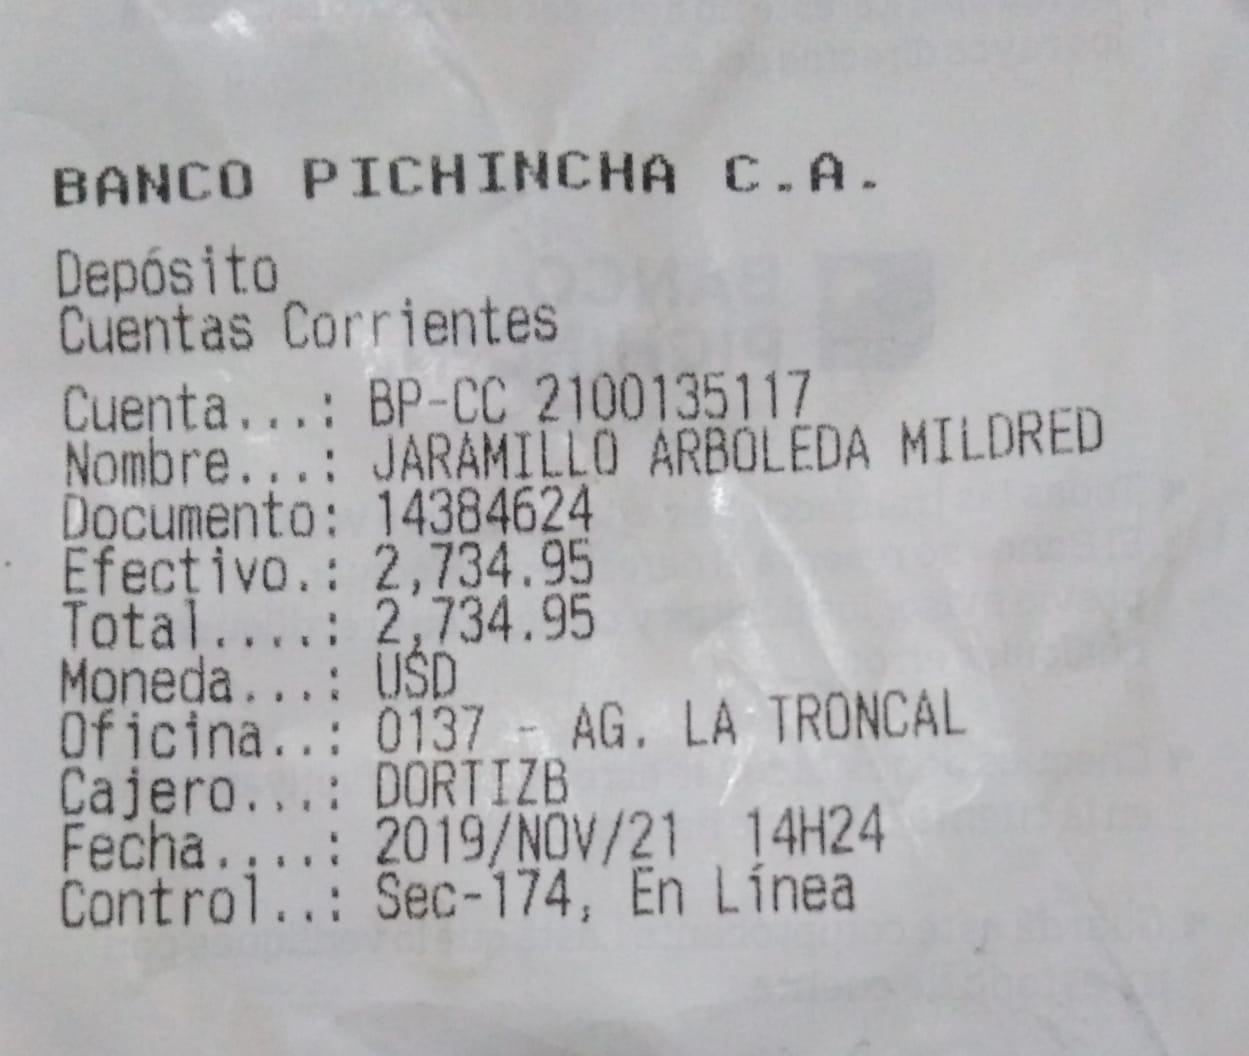 BANCO PICHINCHA C.A.
Depósito
Cuentas Corrientes
Cuenta...: BP-CC 2100135117
Nombre...: JARAMILLO ARBOLEDA MILDRED
Documento: 14384624
Efectivo.: 2,734.95
Total....: 2,734.95
Moneda...: USD
Oficina..: 0137 - AG. LA TRONCAL
Cajero...: DORTIZB
Fecha....: 2019/NOV/21 14H24
Control..: Sec-174, En Línea